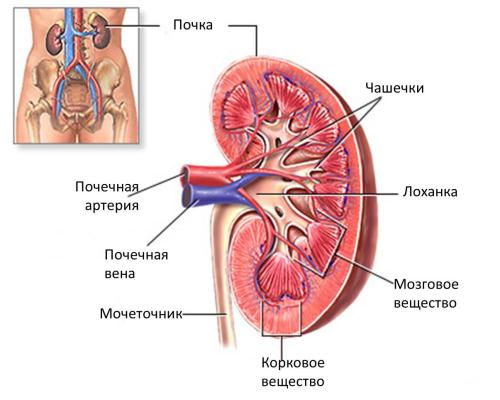 Почка
Чашечки
Почечная
артерия
Лоханка
Почечная
вена
Мозговое
вещество
Мочеточник
Корковое
вещество